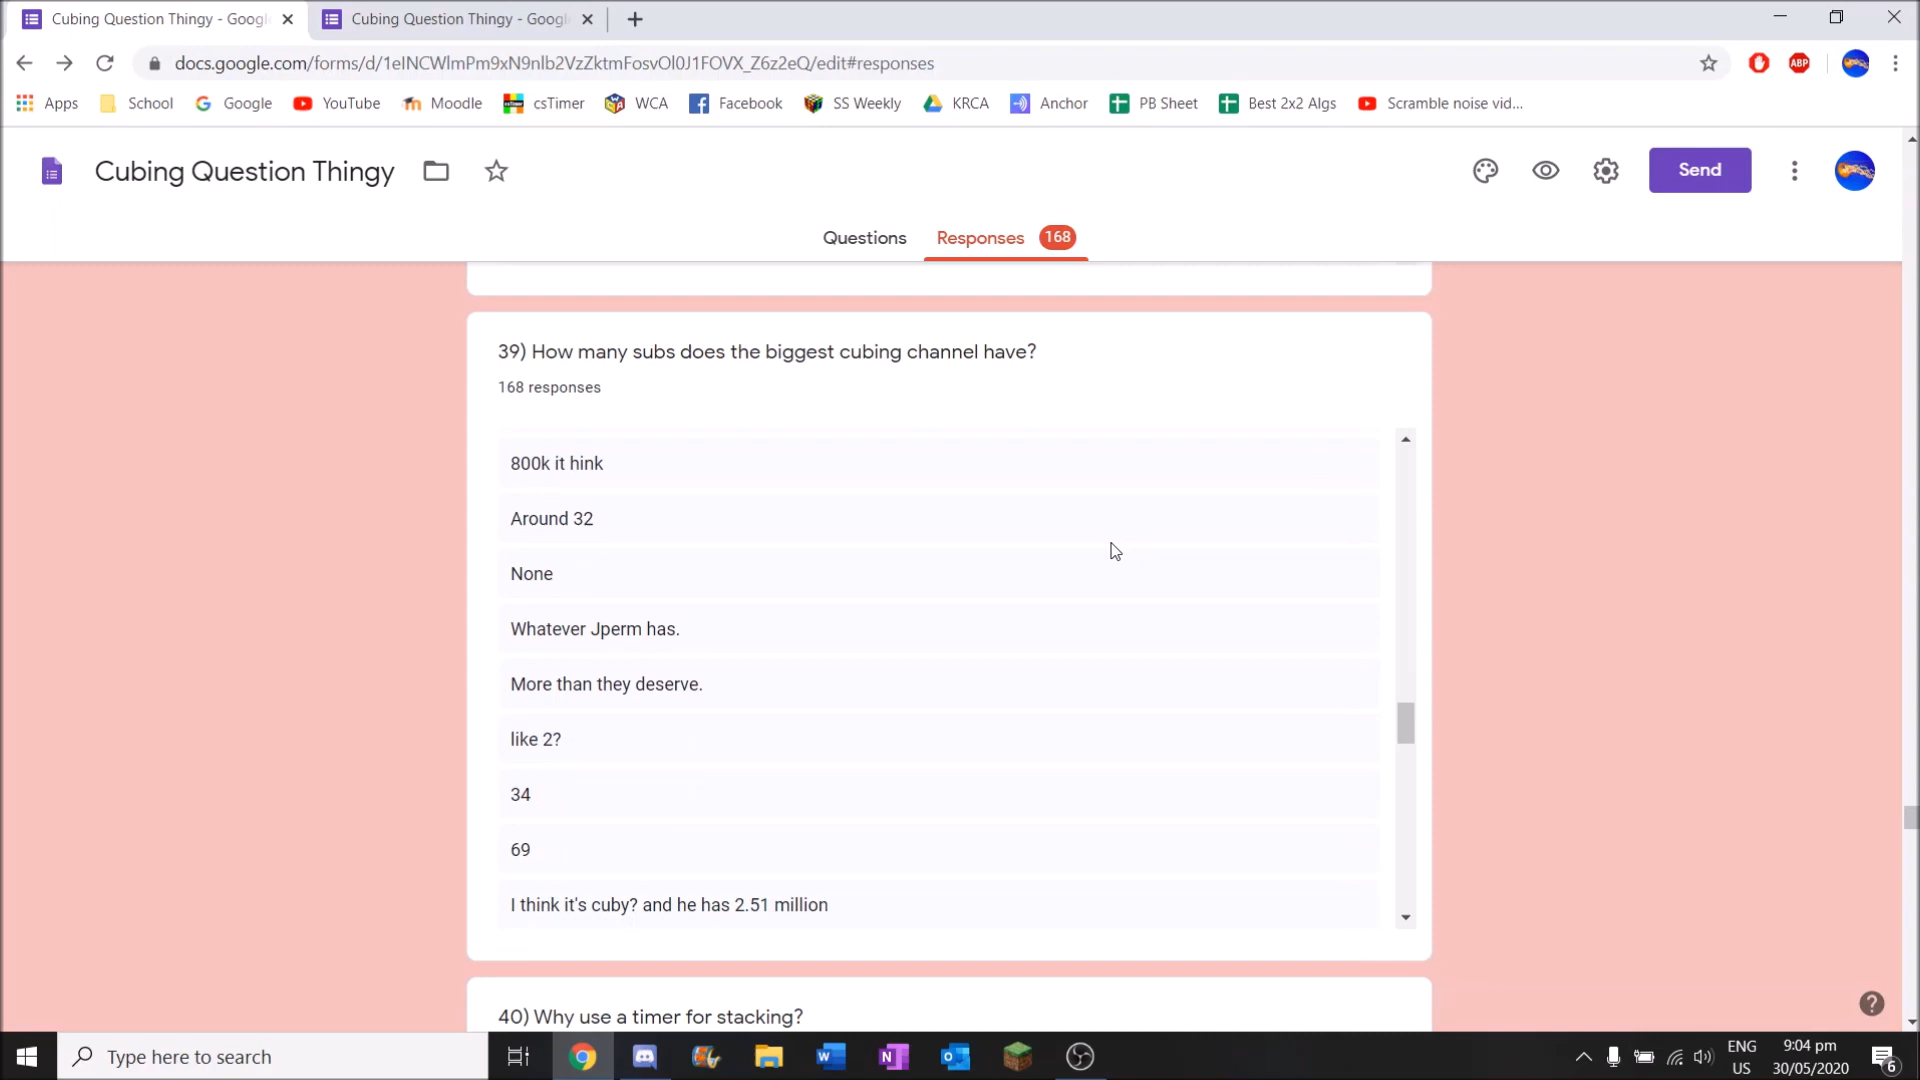 Cubing Question Thingy - Googl
Cubing Question Thingy - Googl
docs.google.com/forms/d/1eINCWlmPm9xN9nlb2VzZktmFosvOl0J1FOVX_Z6z2eQ/edit#responses
ABP
Apps School Google YouTube Moodle csTimer WCA Facebook SS Weekly KRCA Anchor PB Sheet Best 2x2 Algs Scramble noise vid...
Cubing Question Thingy
Send
Questions Responses 168
39) How many subs does the biggest cubing channel have?
168 responses
800k it hink
Around 32
None
Whatever Jperm has.
More than they deserve.
like 2?
34
69
I think it's cuby? and he has 2.51 million
40) Why use a timer for stacking?
Type here to search
ENG
US
9:04 pm
30/05/2020
6